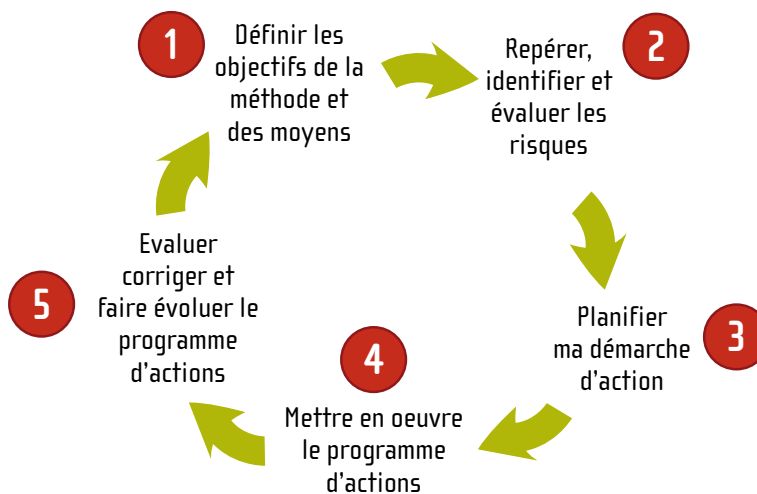 1
Définir les
objectifs de la
méthode et
des moyens
2
Repérer,
identifier et
évaluer les
risques
3
Planifier
ma démarche
d'action
4
Mettre en oeuvre
le programme
d'actions
5
Evaluer
corriger et
faire évoluer le
programme
d'actions